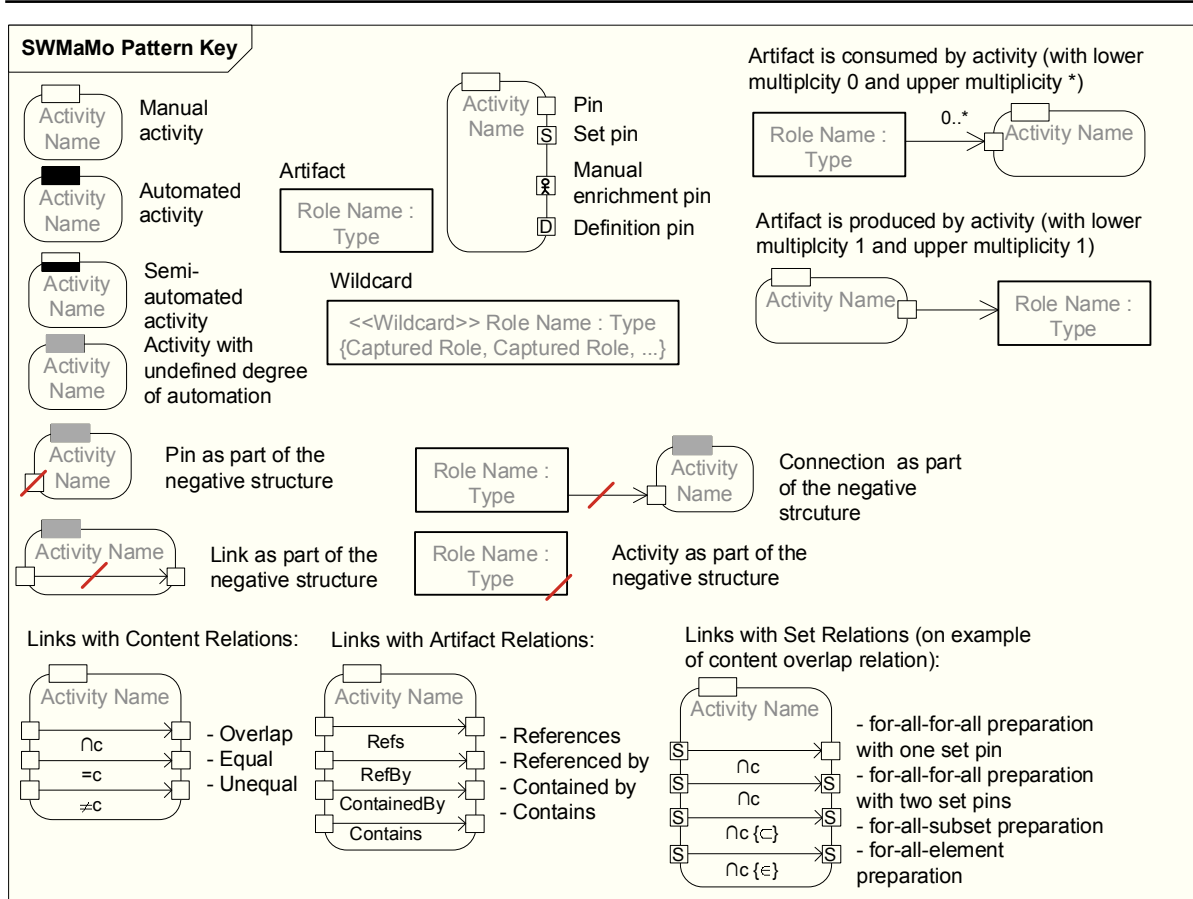 SWMaMo Pattern Key
Activity
Name
Manual
activity
Activity
Name
Automated
activity
Activity
Name
Semi-
automated
activity
Activity
Name
Activity with
undefined degree
of automation
Artifact
Role Name :
Type
Activity
Name
S
D
Pin
Set pin
Manual
enrichment pin
Definition pin
Wildcard
<<Wildcard>> Role Name : Type
{Captured Role, Captured Role, ...}
Artifact is consumed by activity (with lower
multiplcity 0 and upper multiplicity *)
Role Name :
Type
0..*
Activity Name
Artifact is produced by activity (with lower
multiplcity 1 and upper multiplicity 1)
Activity Name
Role Name :
Type
Activity
Name
Pin as part of the
negative structure
Role Name :
Type
Activity
Name
Connection as part
of the negative
strcuture
Activity Name
Link as part of the
negative structure
Role Name :
Type
Activity as part of the
negative structure
Links with Content Relations:
Activity Name
∩c
=c
≠c
- Overlap
- Equal
- Unequal
Links with Artifact Relations:
Activity Name
Refs
RefBy
ContainedBy
Contains
- References
- Referenced by
- Contained by
- Contains
Links with Set Relations (on example
of content overlap relation):
Activity Name
S
∩c
S S
∩c
S S
∩c {⊂}
S S
∩c {∈}
- for-all-for-all preparation
with one set pin
- for-all-for-all preparation
with two set pins
- for-all-subset preparation
- for-all-element
preparation